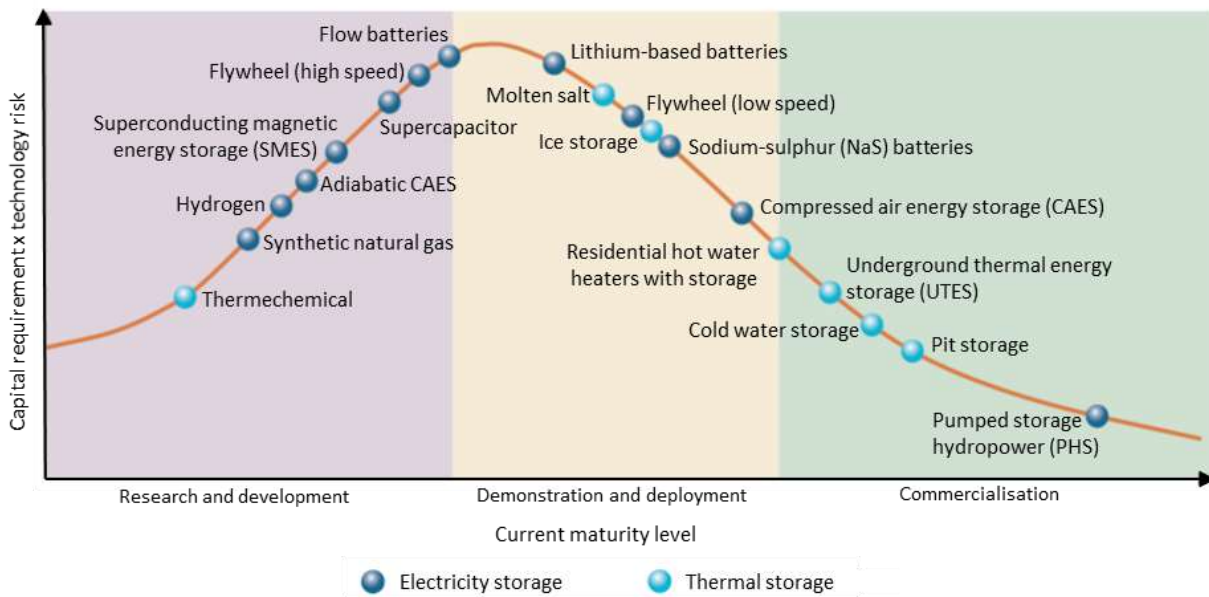 Capital requirement x technology risk
Flow batteries
Flywheel (high speed)
Supercapacitor
Superconducting magnetic
energy storage (SMES)
Adiabatic CAES
Hydrogen
Synthetic natural gas
Thermechemical
Lithium-based batteries
Molten salt
Flywheel (low speed)
Ice storage
Sodium-sulphur (NaS) batteries
Compressed air energy storage (CAES)
Residential hot water
heaters with storage
Underground thermal energy
storage (UTES)
Cold water storage
Pit storage
Pumped storage
hydropower (PHS)
Research and development
Demonstration and deployment
Commercialisation
Current maturity level
Electricity storage
Thermal storage